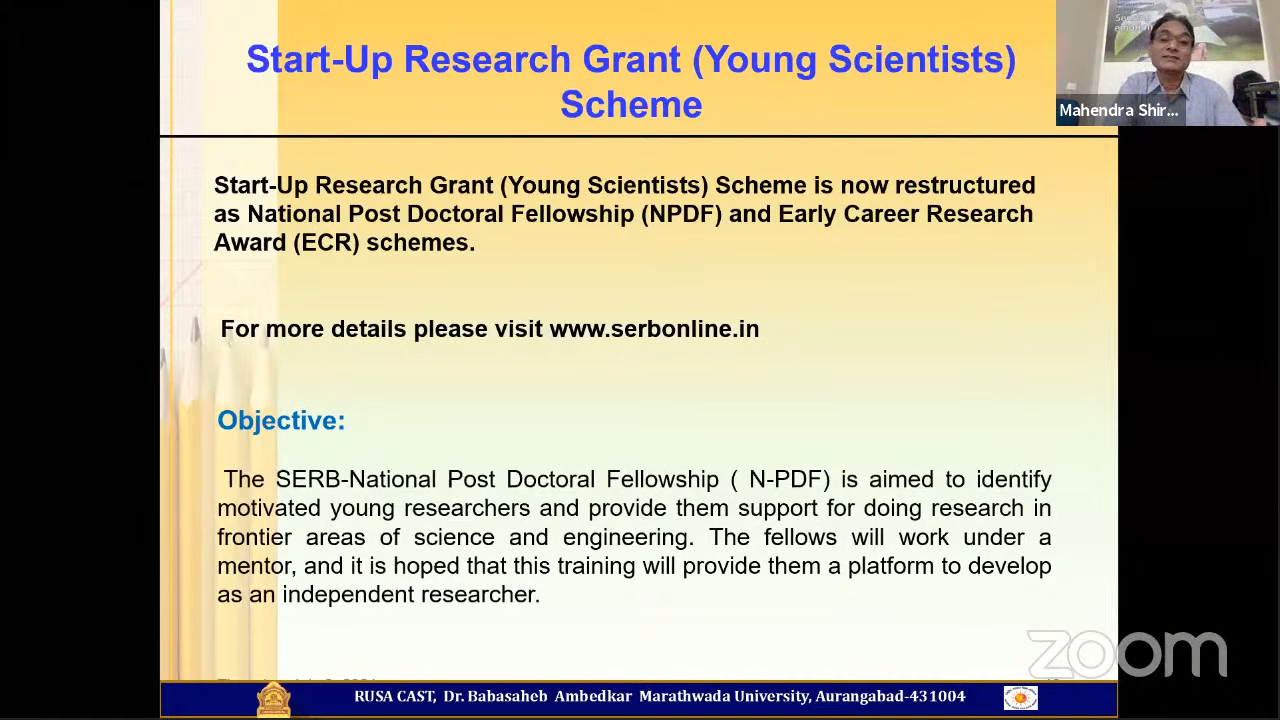 Start-Up Research Grant (Young Scientists)
Scheme
Mahendra Shir...
Start-Up Research Grant (Young Scientists) Scheme is now restructured
as National Post Doctoral Fellowship (NPDF) and Early Career Research
Award (ECR) schemes.
For more details please visit www.serbonline.in
Objective:
The SERB-National Post Doctoral Fellowship ( N-PDF) is aimed to identify
motivated young researchers and provide them support for doing research in
frontier areas of science and engineering. The fellows will work under a
mentor, and it is hoped that this training will provide them a platform to develop
as an independent researcher.
zoom
RUSA CAST, Dr. Babasaheb Ambedkar Marathwada University, Aurangabad-431004